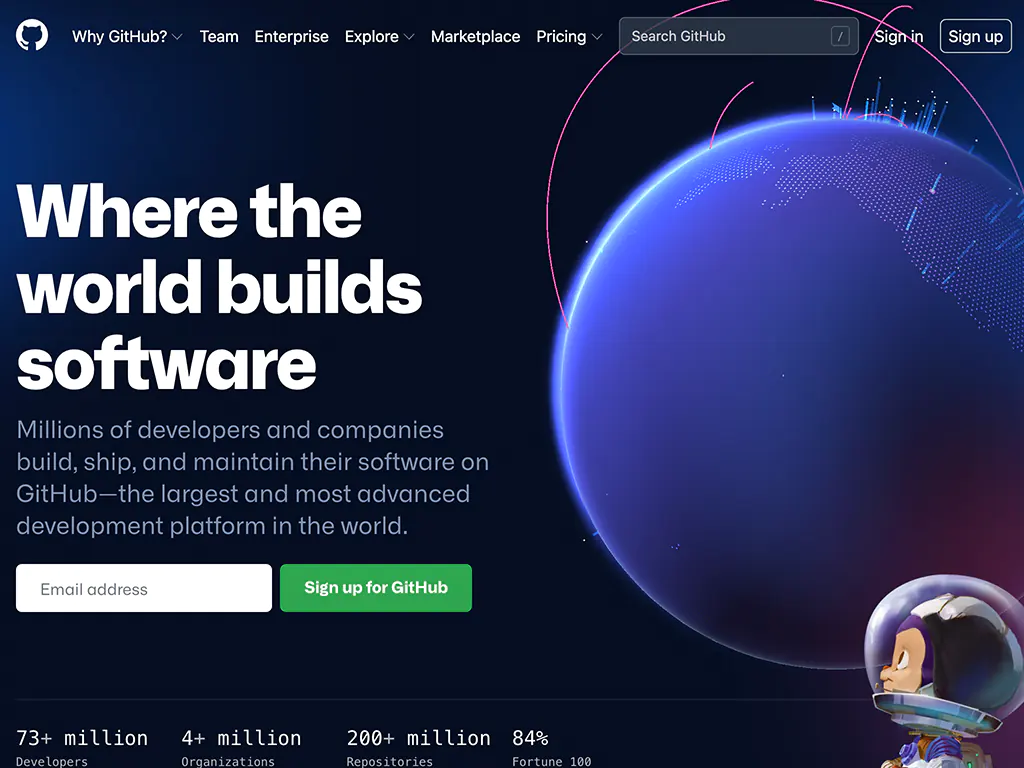 Why GitHub? Team Enterprise Explore Marketplace Pricing Search GitHub / Sign in Sign up
Where the
world builds
software
Millions of developers and companies
build, ship, and maintain their software on
GitHub—the largest and most advanced
development platform in the world.
Email address Sign up for GitHub
73+ million 4+ million 200+ million 84%
Developers Organizations Repositories Fortune 100